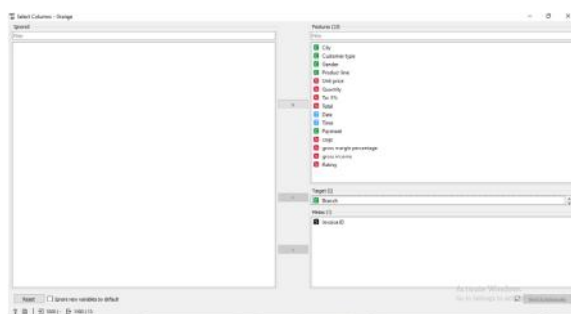 Select Columns - Orange
Ignored
Filter
Features (15)
Filter
City
Customer type
Gender
Product line
Unit price
Quantity
Tax 5%
Total
Date
Time
Payment
cogs
gross margin percentage
gross income
Rating
Target (1)
Branch
Metas (1)
Invoice ID
Activate Windows
Reset
Ignore new variables by default